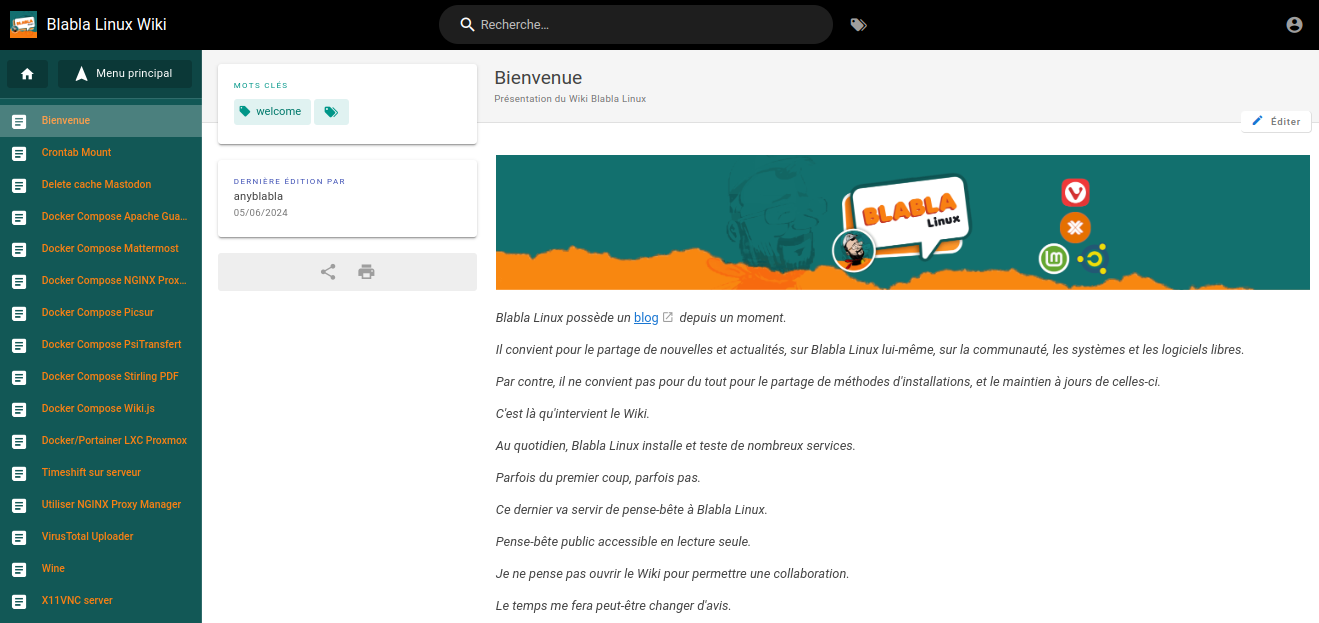 Blabla Linux Wiki
Recherche…
Menu principal
Bienvenue
Crontab Mount
Delete cache Mastodon
Docker Compose Apache Gua…
Docker Compose Mattermost
Docker Compose NGINX Prox…
Docker Compose Picsur
Docker Compose PsiTransfert
Docker Compose Stirling PDF
Docker Compose Wiki.js
Docker/Portainer LXC Proxmox
Timeshift sur serveur
Utiliser NGINX Proxy Manager
VirusTotal Uploader
Wine
X11VNC server
MOTS CLÉS
welcome
DERNIÈRE ÉDITION PAR
anyblabla
05/06/2024
Bienvenue
Présentation du Wiki Blabla Linux
Éditer
BLABLA
Linux
Blabla Linux possède un blog depuis un moment.
Il convient pour le partage de nouvelles et actualités, sur Blabla Linux lui-même, sur la communauté, les systèmes et les logiciels libres.
Par contre, il ne convient pas pour du tout pour le partage de méthodes d'installations, et le maintien à jours de celles-ci.
C'est là qu'intervient le Wiki.
Au quotidien, Blabla Linux installe et teste de nombreux services.
Parfois du premier coup, parfois pas.
Ce dernier va servir de pense-bête à Blabla Linux.
Pense-bête public accessible en lecture seule.
Je ne pense pas ouvrir le Wiki pour permettre une collaboration.
Le temps me fera peut-être changer d'avis.